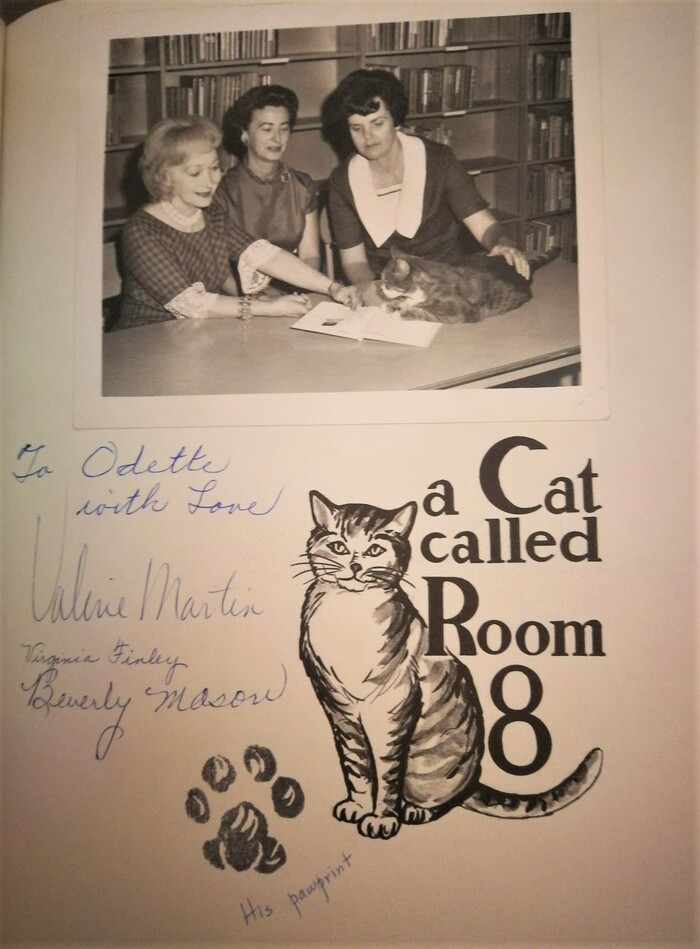 To Odette
with Love
Valerie Martin
Virginia Finley
Beverly Mason
a Cat
called
Room
8
His pawprint